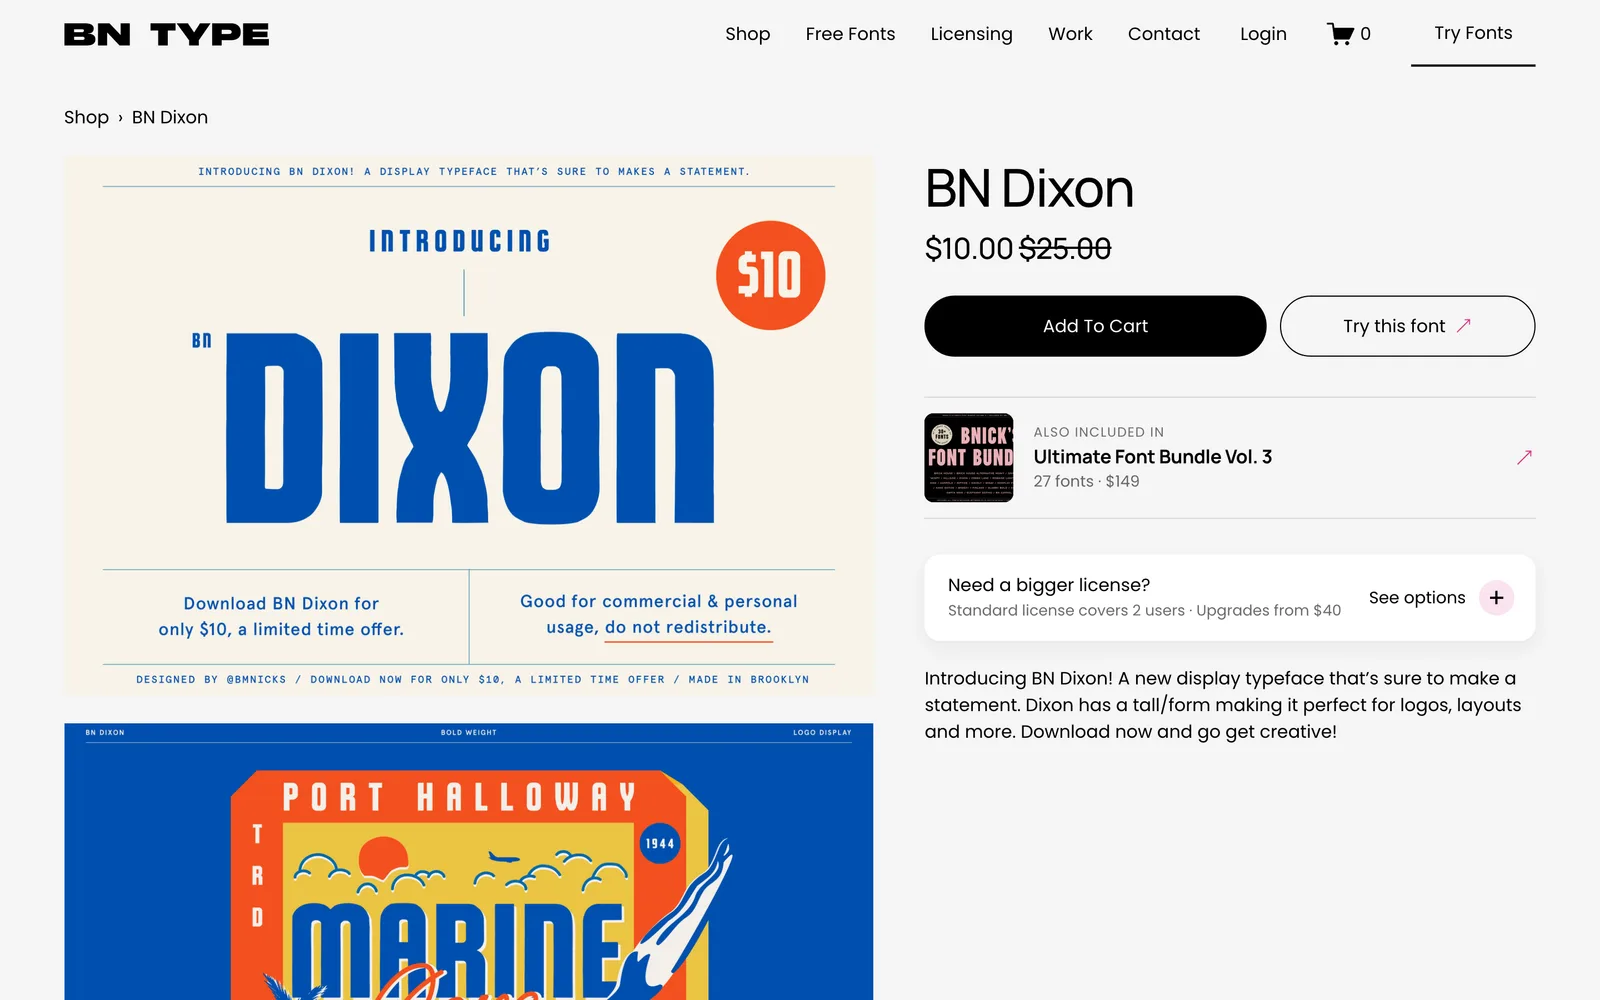 BN TYPE
Shop
Free Fonts
Licensing
Work
Contact
Login
0
Try Fonts
Shop › BN Dixon
INTRODUCING BN DIXON! A DISPLAY TYPEFACE THAT'S SURE TO MAKES A STATEMENT.
INTRODUCING
$10
BN
DIXON
Download BN Dixon for
only $10, a limited time offer.
Good for commercial & personal
usage, do not redistribute.
DESIGNED BY @BMNICKS / DOWNLOAD NOW FOR ONLY $10, A LIMITED TIME OFFER / MADE IN BROOKLYN
BN DIXON
BOLD WEIGHT
LOGO DISPLAY
PORT HALLOWAY
TRD
1944
MARINE
BN Dixon
$10.00 $25.00
Add To Cart
Try this font
BNICK'S
FONT BUND
ALSO INCLUDED IN
Ultimate Font Bundle Vol. 3
27 fonts · $149
Need a bigger license?
Standard license covers 2 users · Upgrades from $40
See options
Introducing BN Dixon! A new display typeface that's sure to make a
statement. Dixon has a tall/form making it perfect for logos, layouts
and more. Download now and go get creative!